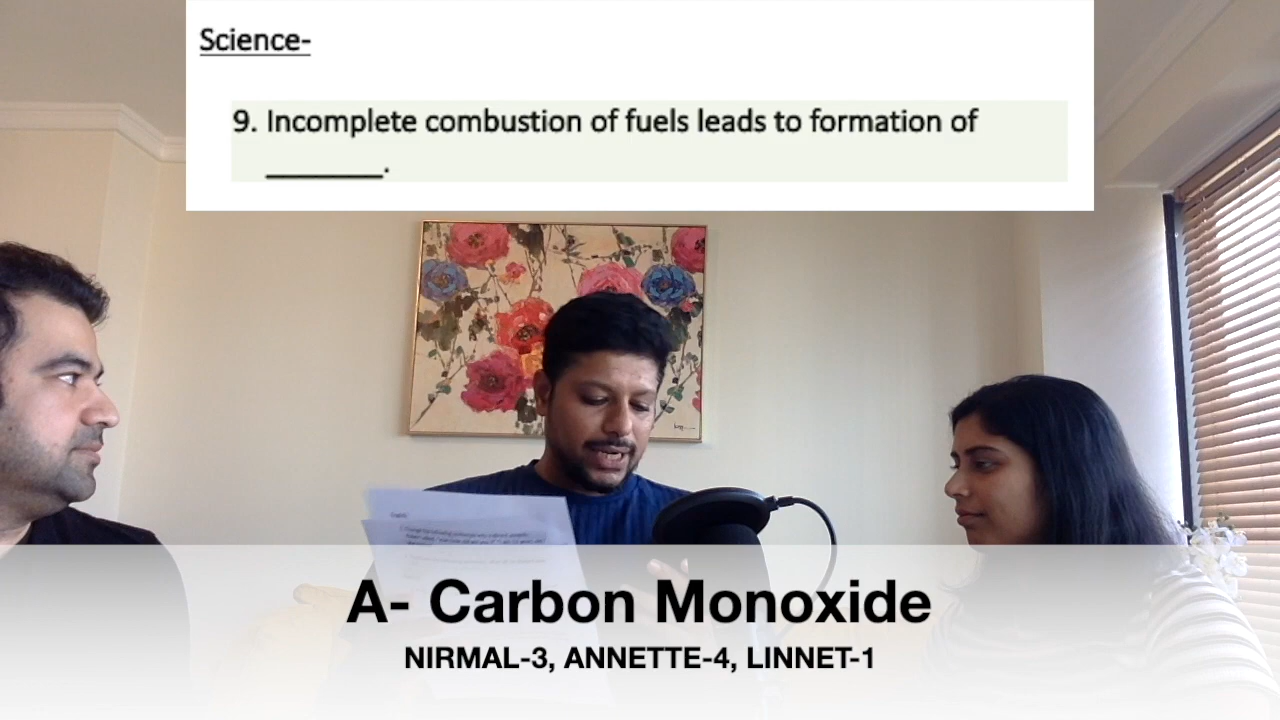 Science-
9. Incomplete combustion of fuels leads to formation of
________.
A- Carbon Monoxide
NIRMAL-3, ANNETTE-4, LINNET-1